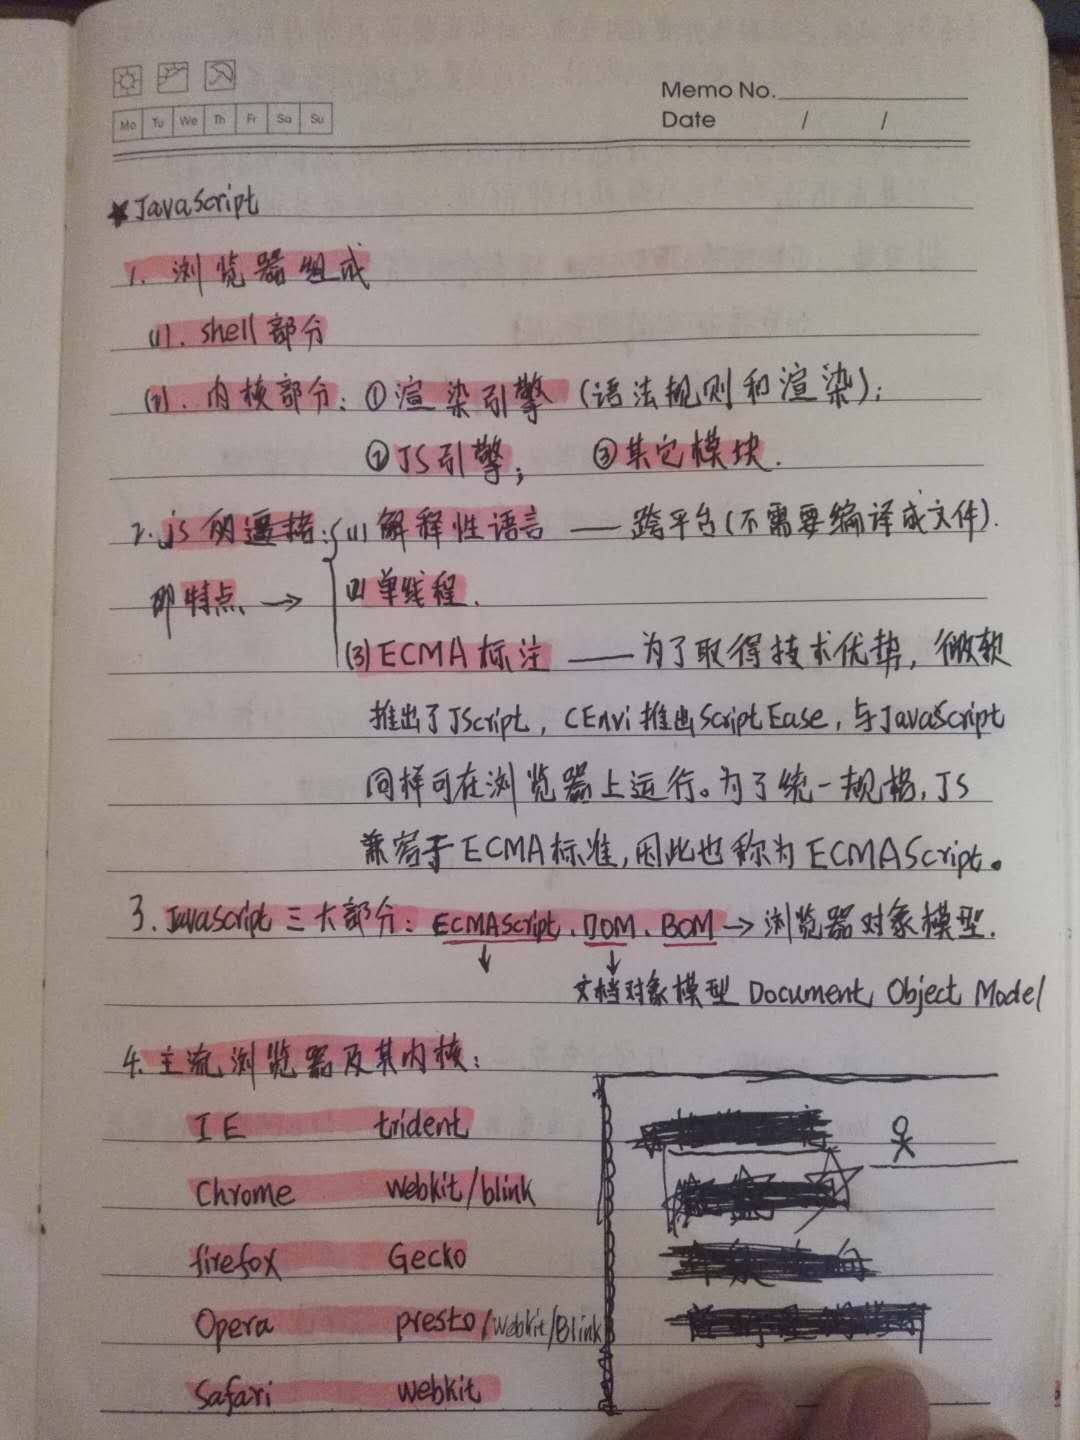 Memo No.
Mo Tu We Th Fr Sa Su
Date / /
★JavaScript
1. 浏览器组成
(1). shell部分
(2). 内核部分: ①渲染引擎 (语法规则和渲染);
②JS引擎; ③其它模块.
2. js的逼格: (1) 解释性语言 —— 跨平台(不需要编译成文件).
即特点 → (2) 单线程.
(3) ECMA标注 —— 为了取得技术优势, 微软
推出了JScript, CEnvi推出ScriptEase, 与JavaScript
同样可在浏览器上运行。为了统一规格, JS
兼容于ECMA标准, 因此也称为ECMAScript。
3. JavaScript三大部分: ECMAScript、DOM、BOM → 浏览器对象模型.
↓ ↓
文档对象模型 Document Object Model
4. 主流浏览器及其内核:
IE trident
Chrome webkit/blink
firefox Gecko
Opera presto/webkit/Blink
Safari webkit